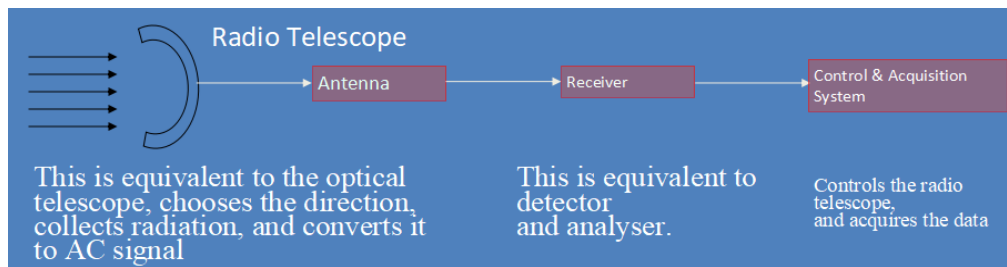 Radio Telescope
Antenna
Receiver
Control & Acquisition
System
This is equivalent to the optical
telescope, chooses the direction,
collects radiation, and converts it
to AC signal
This is equivalent to
detector
and analyser.
Controls the radio
telescope,
and acquires the data